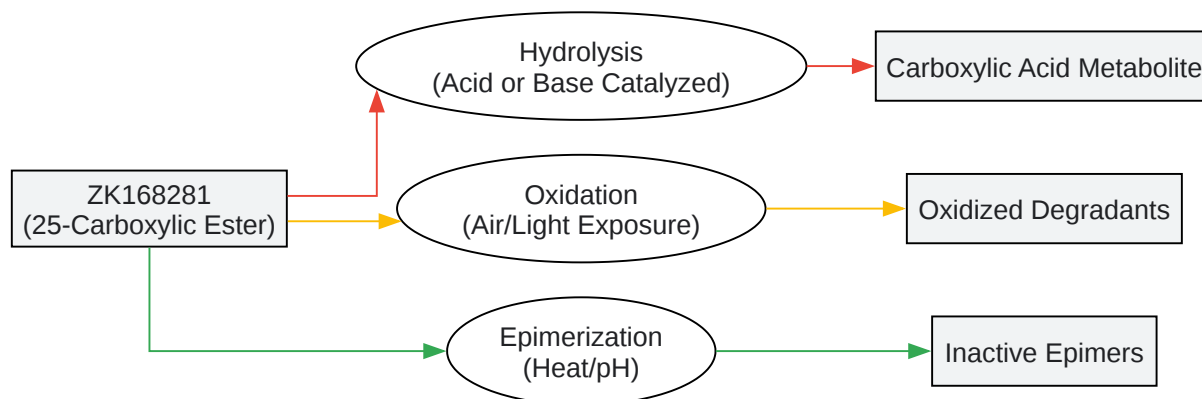 Hydrolysis
(Acid or Base Catalyzed)
Carboxylic Acid Metabolite
ZK168281
(25-Carboxylic Ester)
Oxidation
(Air/Light Exposure)
Oxidized Degradants
Epimerization
(Heat/pH)
Inactive Epimers